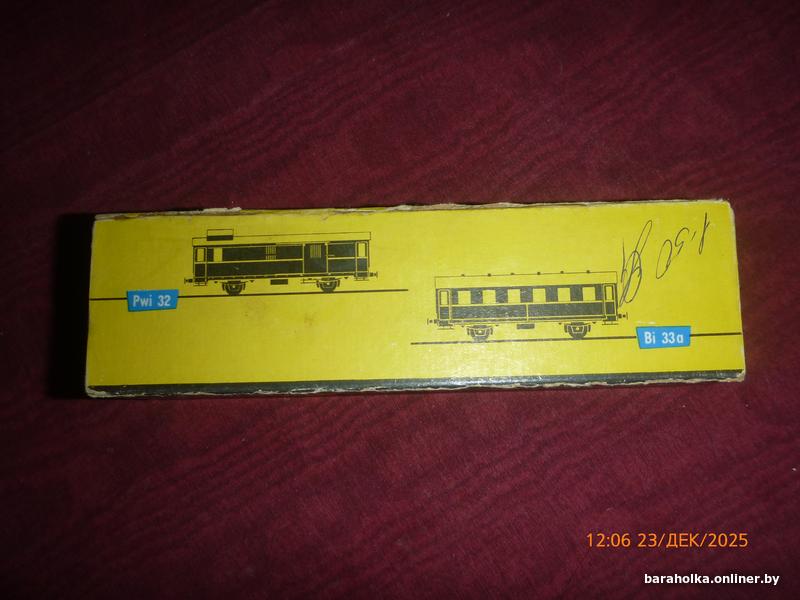 1-50
Pwi 32
Bi 33a
12:06 23/ДЕК/2025
baraholka.onliner.by